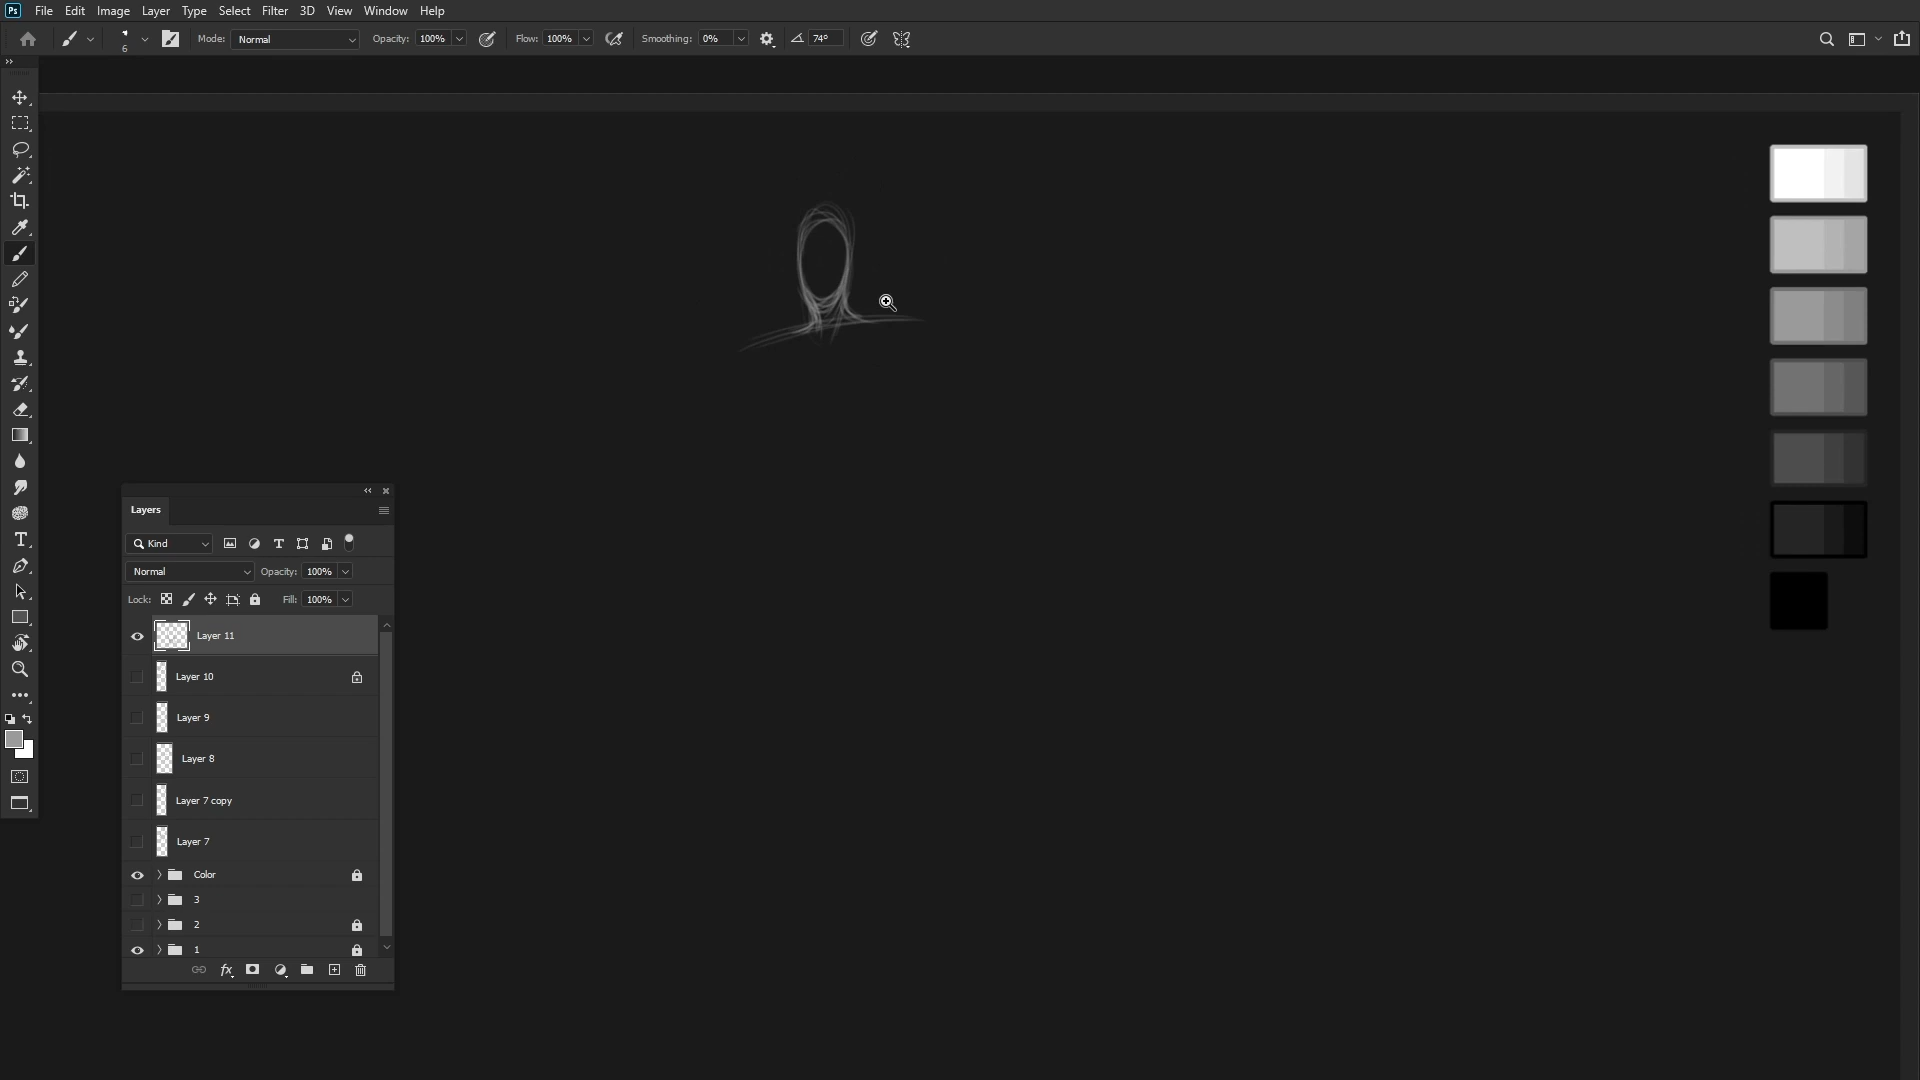 Ps File Edit Image Layer Type Select Filter 3D View Window Help
6 Mode: Normal Opacity: 100% Flow: 100% Smoothing: 0% 74°
Layers
Kind
Normal Opacity: 100%
Lock: Fill: 100%
Layer 11
Layer 10
Layer 9
Layer 8
Layer 7 copy
Layer 7
Color
3
2
1
fx